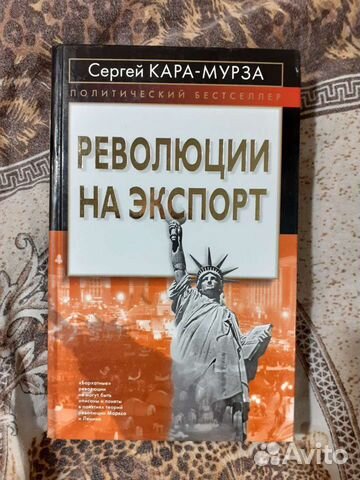 Сергей КАРА-МУРЗА
ПОЛИТИЧЕСКИЙ БЕСТСЕЛЛЕР
РЕВОЛЮЦИИ
НА ЭКСПОРТ
«Бархатные»
революции
не могут быть
описаны и поняты
в понятиях теории
революции Маркса
и Ленина
Avito